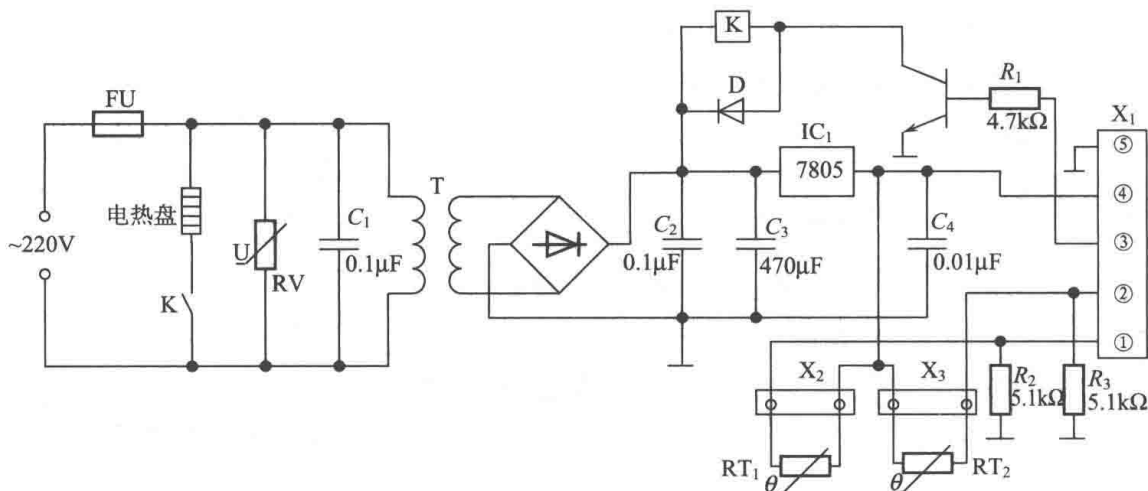 FU
电热盘
~220V
K
U
RV
C₁
0.1μF
T
K
D
IC₁
7805
C₂
0.1μF
C₃
470μF
C₄
0.01μF
R₁
4.7kΩ
X₁
⑤
④
③
②
①
X₂
X₃
R₂
5.1kΩ
R₃
5.1kΩ
RT₁
θ
θ
RT₂